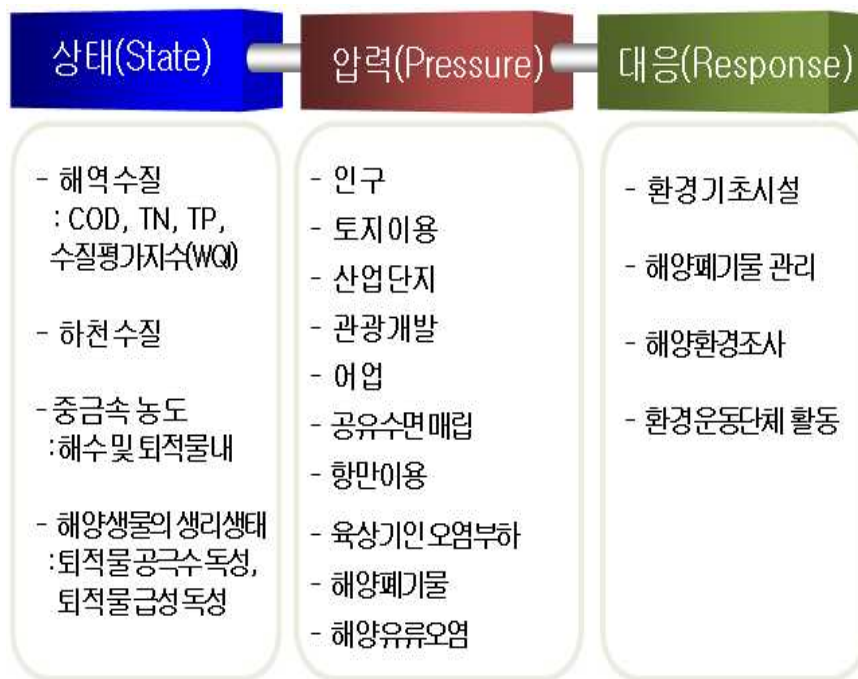 상태(State)
압력(Pressure)
대응(Response)
- 해역수질
: COD, TN, TP,
수질평가지수(WQI)
- 하천수질
- 중금속 농도
:해수 및 퇴적물내
- 해양생물의 생리생태
:퇴적물 공극수 독성,
퇴적물 급성 독성
- 인구
- 토지이용
- 산업단지
- 관광개발
- 어업
- 공유수면 매립
- 항만이용
- 육상기인 오염부하
- 해양폐기물
- 해양유류오염
- 환경기초시설
- 해양폐기물 관리
- 해양환경조사
- 환경운동단체 활동